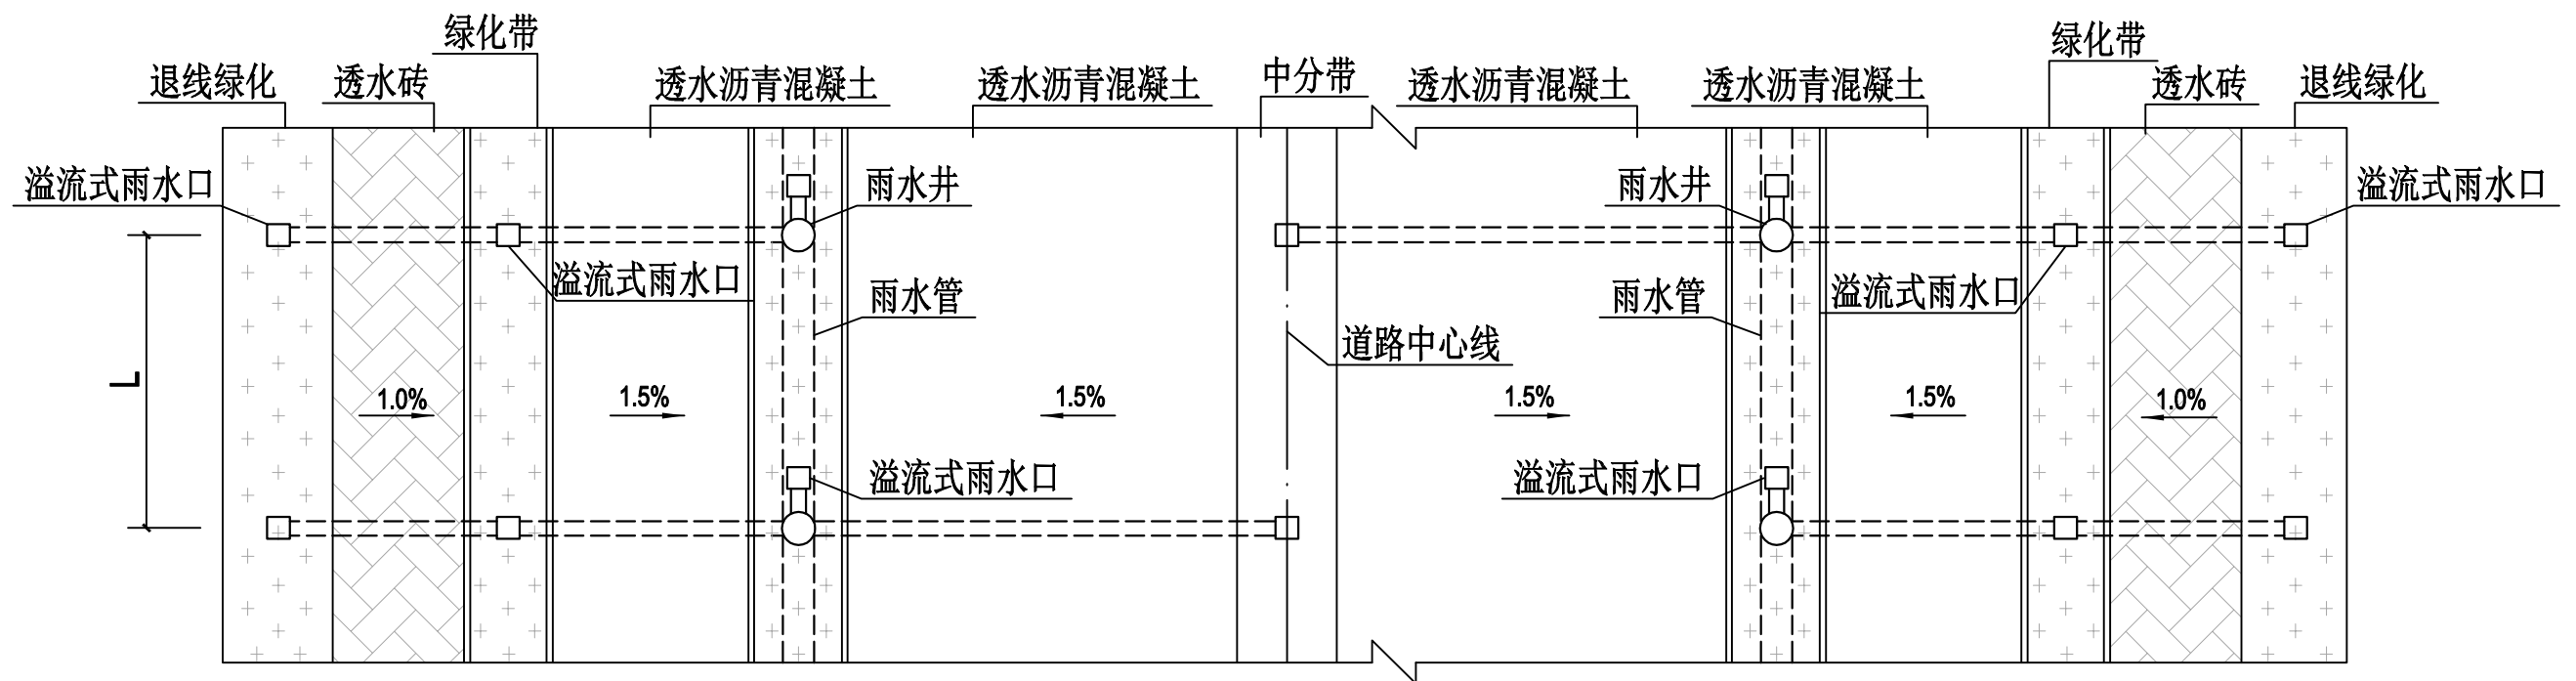 绿化带
绿化带
退线绿化
透水砖
透水沥青混凝土
透水沥青混凝土
中分带
透水沥青混凝土
透水沥青混凝土
透水砖
退线绿化
溢流式雨水口
雨水井
雨水井
溢流式雨水口
溢流式雨水口
雨水管
雨水管
溢流式雨水口
道路中心线
L
1.0%
1.5%
1.5%
1.5%
1.5%
1.0%
溢流式雨水口
溢流式雨水口